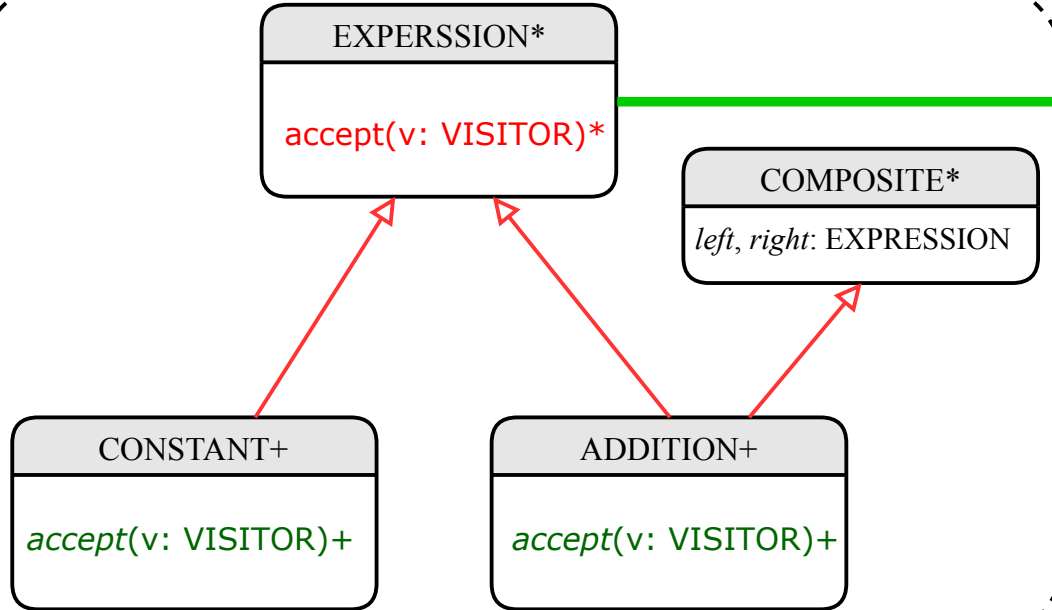 EXPERSSION*
accept(v: VISITOR)*
COMPOSITE*
left, right: EXPRESSION
CONSTANT+
accept(v: VISITOR)+
ADDITION+
accept(v: VISITOR)+